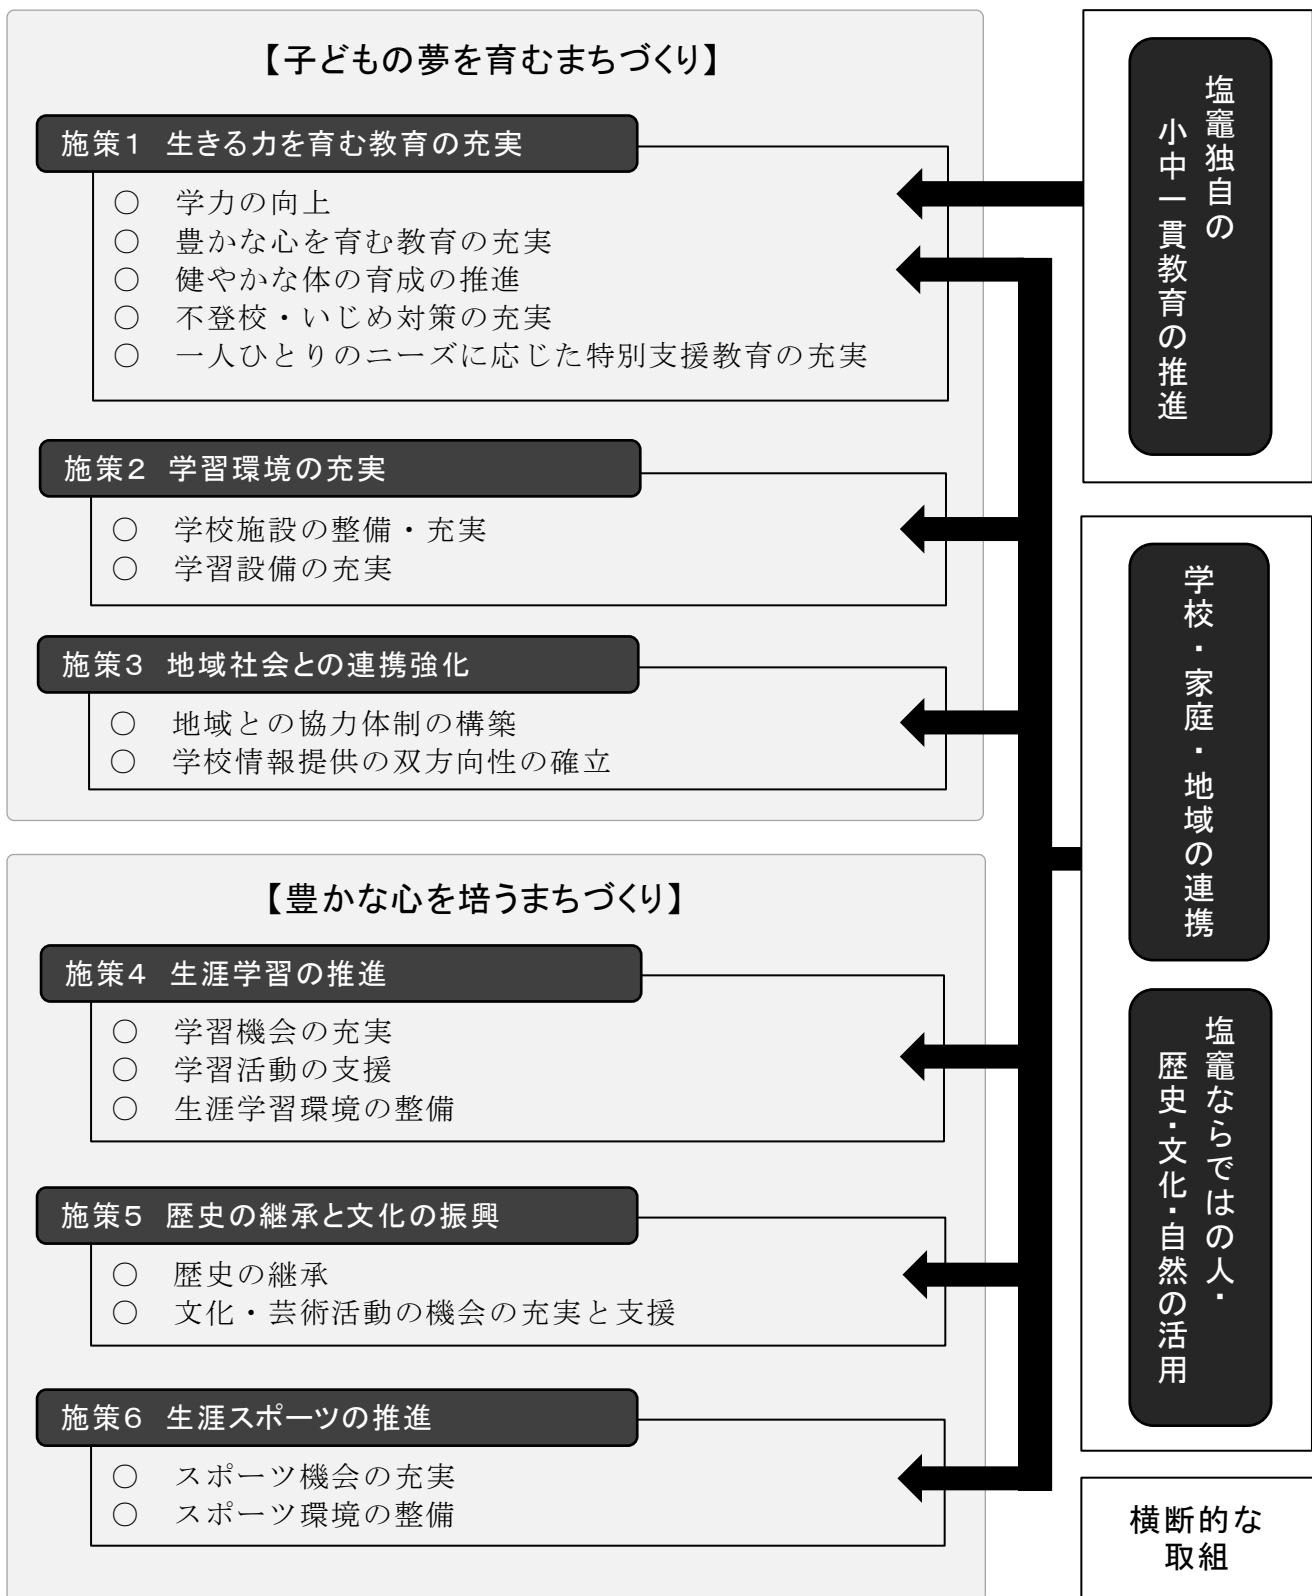 【子どもの夢を育むまちづくり】
施策１ 生きる力を育む教育の充実
○ 学力の向上
○ 豊かな心を育む教育の充実
○ 健やかな体の育成の推進
○ 不登校・いじめ対策の充実
○ 一人ひとりのニーズに応じた特別支援教育の充実
施策２ 学習環境の充実
○ 学校施設の整備・充実
○ 学習設備の充実
施策３ 地域社会との連携強化
○ 地域との協力体制の構築
○ 学校情報提供の双方向性の確立
【豊かな心を培うまちづくり】
施策４ 生涯学習の推進
○ 学習機会の充実
○ 学習活動の支援
○ 生涯学習環境の整備
施策５ 歴史の継承と文化の振興
○ 歴史の継承
○ 文化・芸術活動の機会の充実と支援
施策６ 生涯スポーツの推進
○ スポーツ機会の充実
○ スポーツ環境の整備
塩竈独自の
小中一貫教育の推進
学校・家庭・地域の連携
塩竈ならではの人・
歴史・文化・自然の活用
横断的な
取組